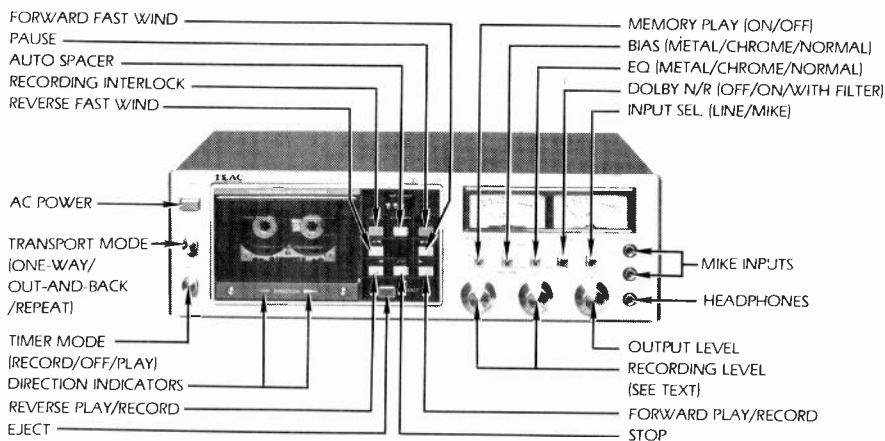 FORWARD FAST WIND
PAUSE
AUTO SPACER
RECORDING INTERLOCK
REVERSE FAST WIND
MEMORY PLAY (ON/OFF)
BIAS (METAL/CHROME/NORMAL)
EQ (METAL/CHROME/NORMAL)
DOLBY N/R (OFF/ON/WITH FILTER)
INPUT SEL. (LINE/MIKE)
TEAC
AC POWER
TRANSPORT MODE
(ONE-WAY/
OUT-AND-BACK
/REPEAT)
TIMER MODE
(RECORD/OFF/PLAY)
DIRECTION INDICATORS
REVERSE PLAY/RECORD
EJECT
MIKE INPUTS
HEADPHONES
OUTPUT LEVEL
RECORDING LEVEL
(SEE TEXT)
FORWARD PLAY/RECORD
STOP